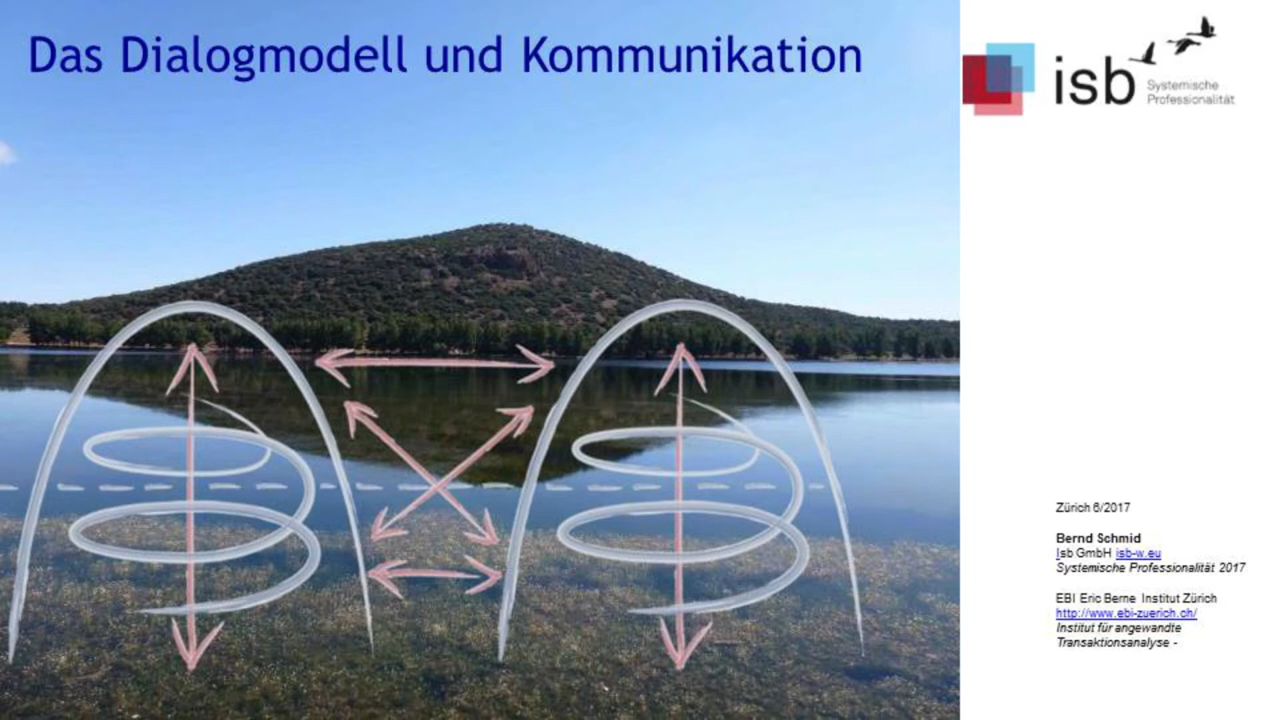 Das Dialogmodell und Kommunikation
isb
Systemische
Professionalität
Zürich 6/2017
Bernd Schmid
Isb GmbH isb-w.eu
Systemische Professionalität 2017
EBI Eric Berne Institut Zürich
http://www.ebi-zuerich.ch/
Institut für angewandte
Transaktionsanalyse -